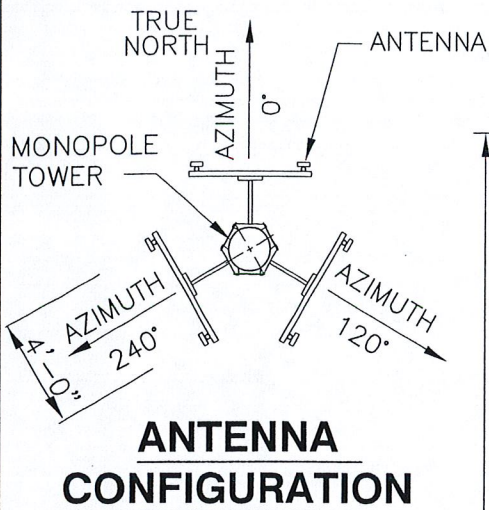 TRUE
NORTH
ANTENNA
AZIMUTH
0°
MONOPOLE
TOWER
AZIMUTH
240°
AZIMUTH
120°
4'-0"
ANTENNA
CONFIGURATION